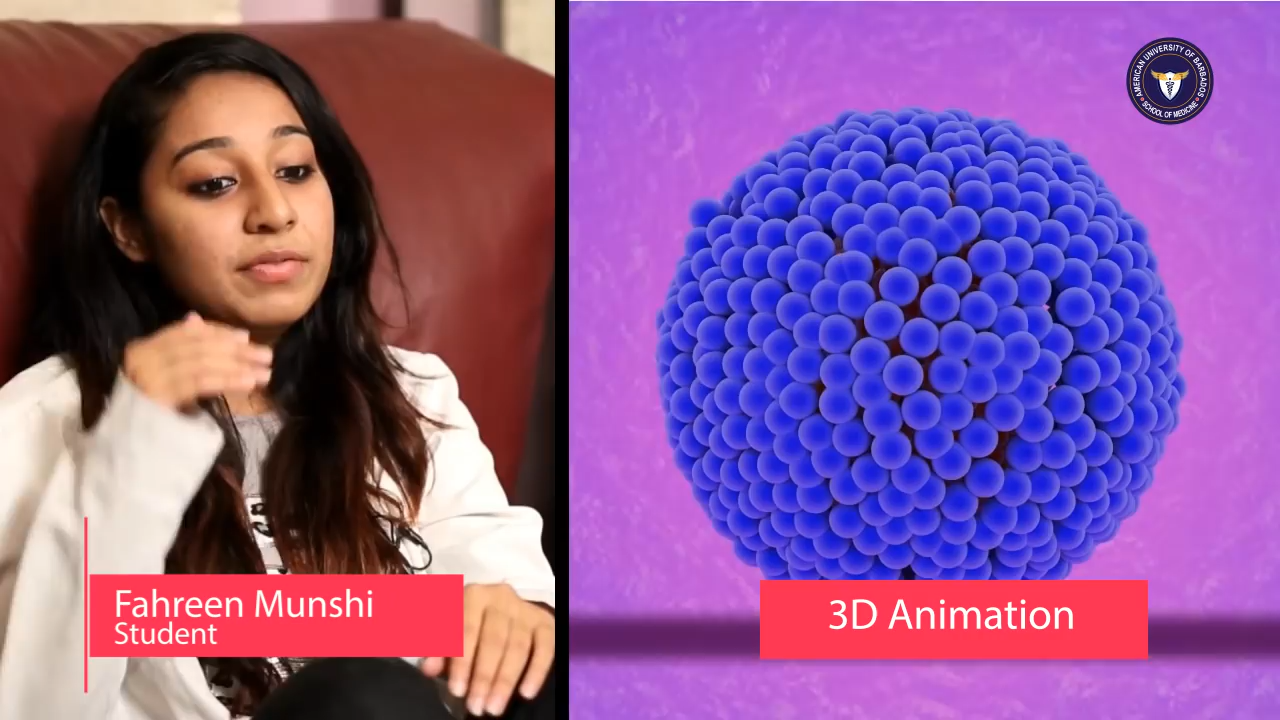 Fahreen Munshi
Student
AMERICAN UNIVERSITY OF BARBADOS
SCHOOL OF MEDICINE
3D Animation